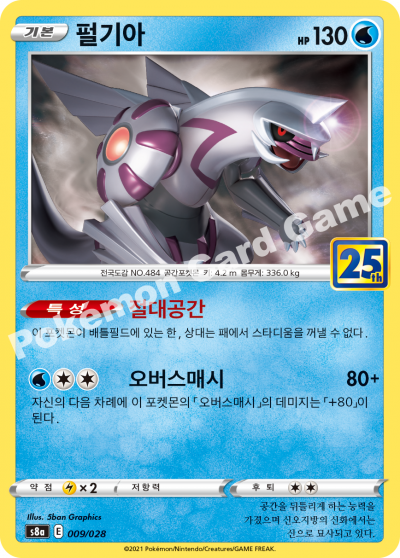 기본 펄기아 HP 130
Pokémon Card Game
전국도감 NO.484 공간포켓몬 키: 4.2 m 몸무게: 336.0 kg
25th
특성 절대공간
이 포켓몬이 배틀필드에 있는 한, 상대는 패에서 스타디움을 꺼낼 수 없다.
오버스매시 80+
자신의 다음 차례에 이 포켓몬의 「오버스매시」의 데미지는 「+80」이
된다.
약점 ×2 저항력 후퇴
Illus. 5ban Graphics
s8a E 009/028
공간을 뒤틀리게 하는 능력을
가졌으며 신오지방의 신화에서는
신으로 묘사되고 있다.
©2021 Pokémon/Nintendo/Creatures/GAME FREAK.